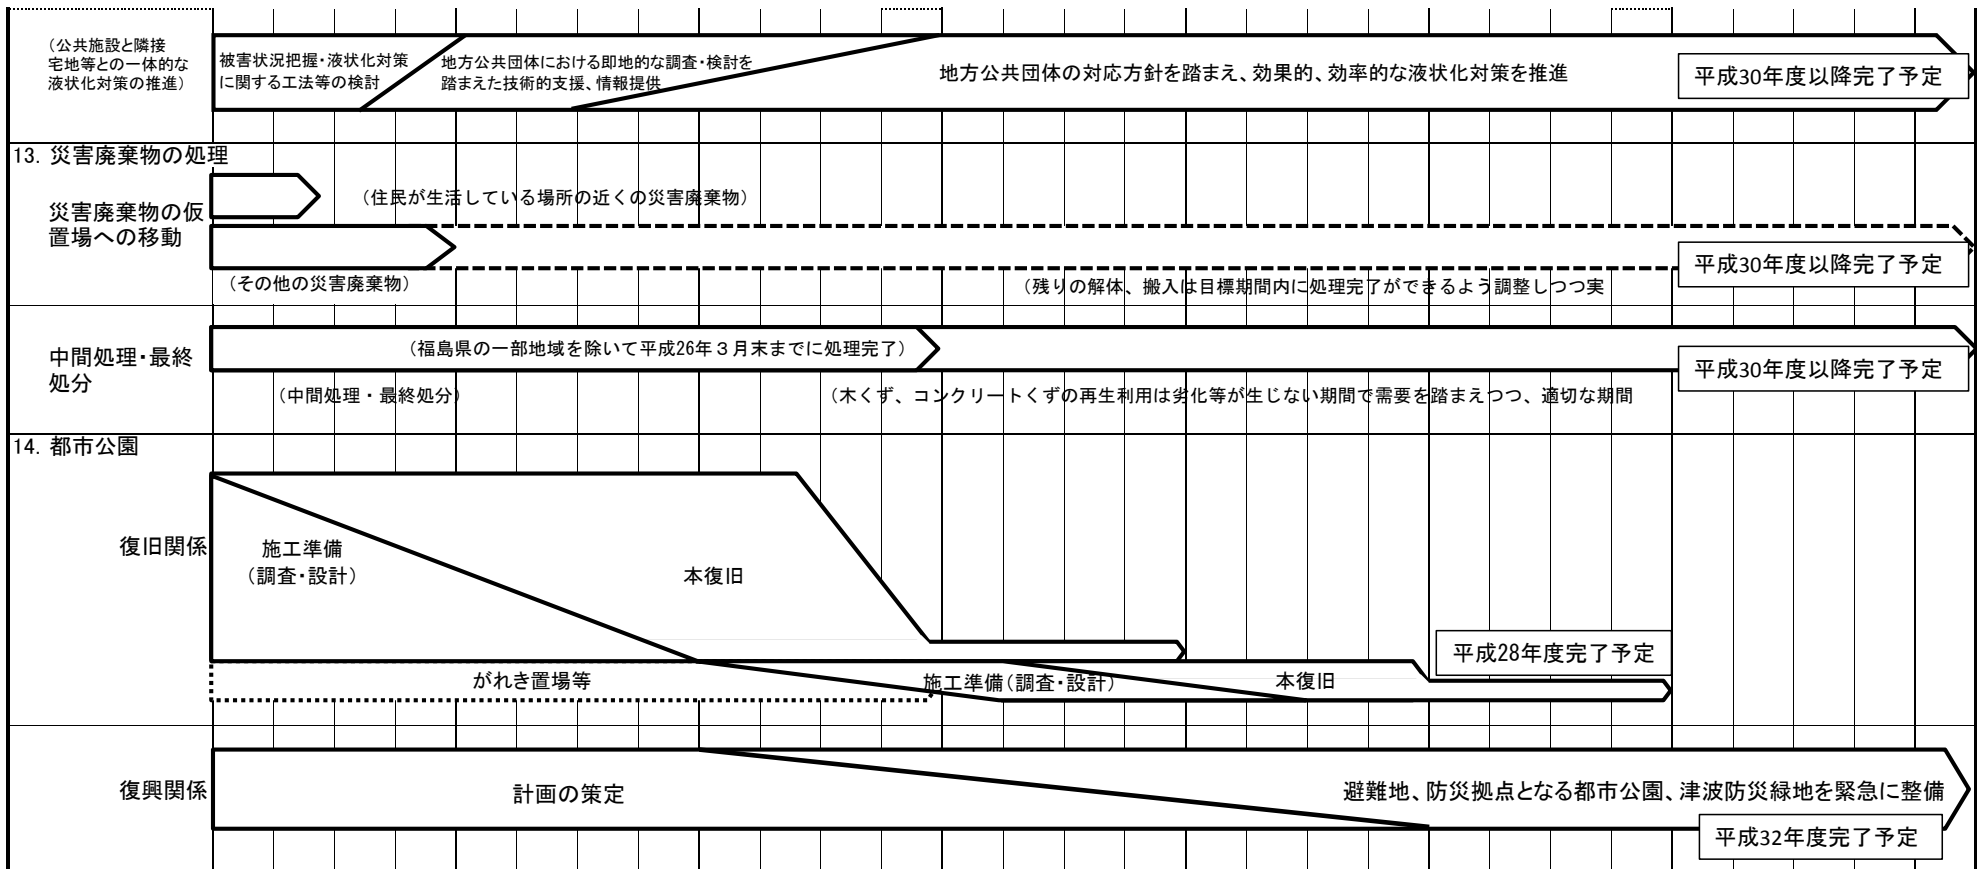 （公共施設と隣接
宅地等との一体的な
液状化対策の推進）
被害状況把握・液状化対策
に関する工法等の検討
地方公共団体における即地的な調査・検討を
踏まえた技術的支援、情報提供
地方公共団体の対応方針を踏まえ、効果的、効率的な液状化対策を推進
平成30年度以降完了予定
13. 災害廃棄物の処理
災害廃棄物の仮
置場への移動
（住民が生活している場所の近くの災害廃棄物）
平成30年度以降完了予定
（その他の災害廃棄物）
（残りの解体、搬入は目標期間内に処理完了ができるよう調整しつつ実
中間処理・最終
処分
（福島県の一部地域を除いて平成26年３月末までに処理完了）
平成30年度以降完了予定
（中間処理・最終処分）
（木くず、コンクリートくずの再生利用は劣化等が生じない期間で需要を踏まえつつ、適切な期間
14. 都市公園
復旧関係
施工準備
（調査・設計）
本復旧
平成28年度完了予定
がれき置場等
施工準備（調査・設計）
本復旧
復興関係
計画の策定
避難地、防災拠点となる都市公園、津波防災緑地を緊急に整備
平成32年度完了予定